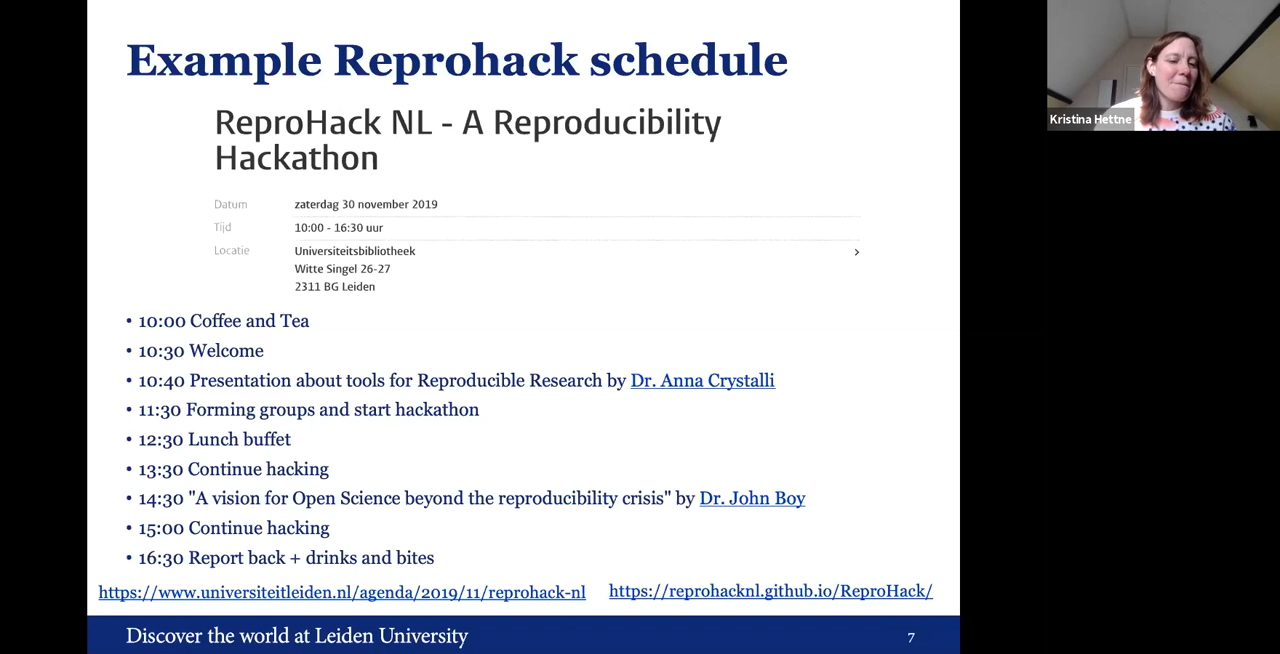 Example Reprohack schedule
ReproHack NL - A Reproducibility
Hackathon
Datum zaterdag 30 november 2019
Tijd 10:00 - 16:30 uur
Locatie Universiteitsbibliotheek
Witte Singel 26-27
2311 BG Leiden
• 10:00 Coffee and Tea
• 10:30 Welcome
• 10:40 Presentation about tools for Reproducible Research by Dr. Anna Crystalli
• 11:30 Forming groups and start hackathon
• 12:30 Lunch buffet
• 13:30 Continue hacking
• 14:30 "A vision for Open Science beyond the reproducibility crisis" by Dr. John Boy
• 15:00 Continue hacking
• 16:30 Report back + drinks and bites
https://www.universiteitleiden.nl/agenda/2019/11/reprohack-nl https://reprohacknl.github.io/ReproHack/
Discover the world at Leiden University 7
Kristina Hettne